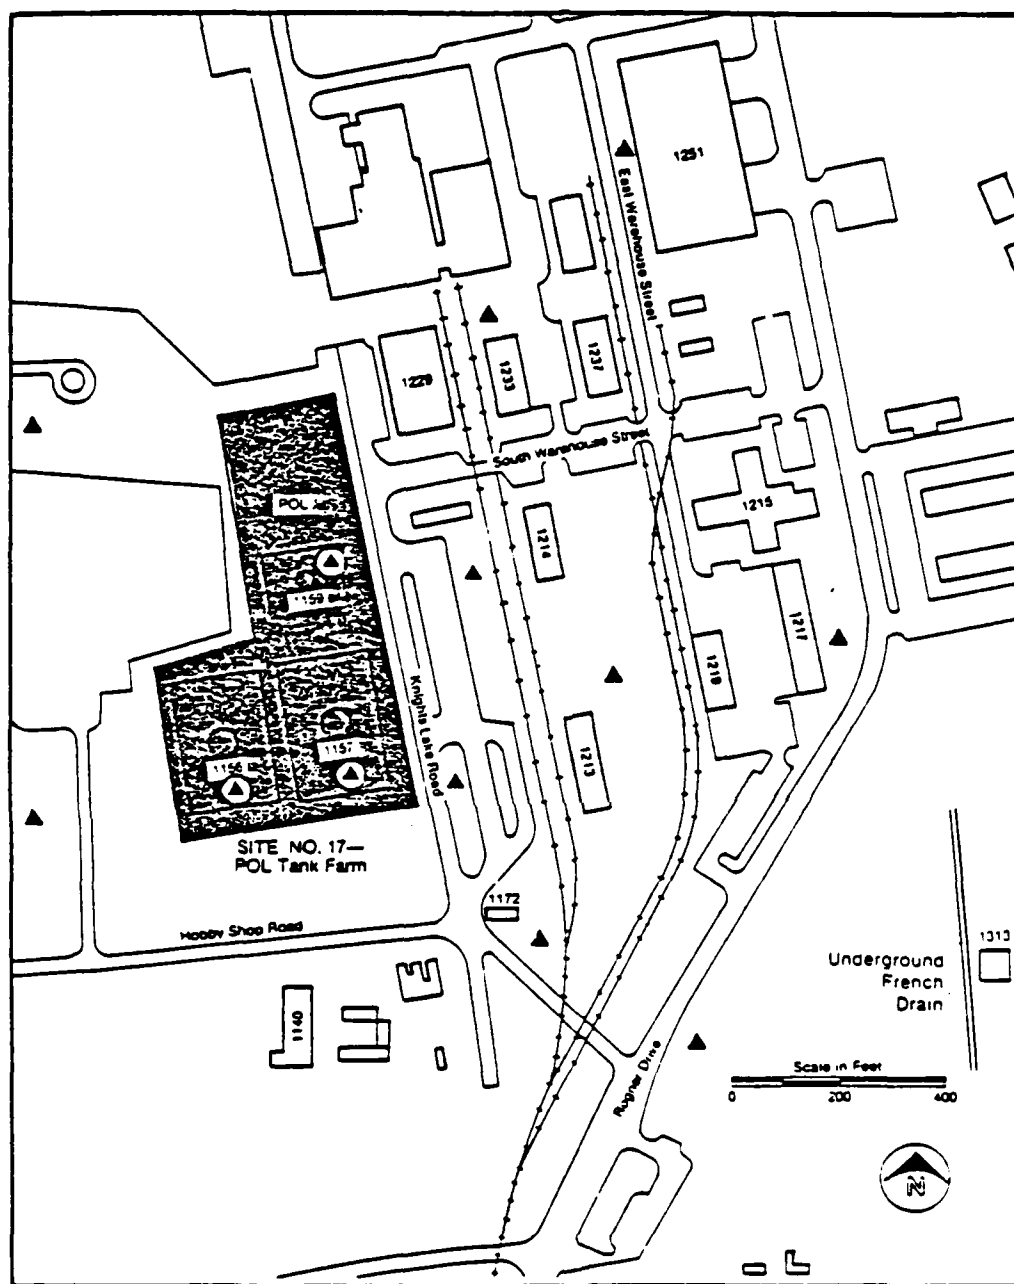 1251
East Warehouse Street
1237
1233
1229
South Warehouse Street
1215
POL
1214
1159
1217
1219
Knights Lake Road
1157
1213
SITE NO. 17—
POL Tank Farm
1172
Hobby Shop Road
1313
Underground
French
Drain
1140
Scale in Feet
0 200 400
N